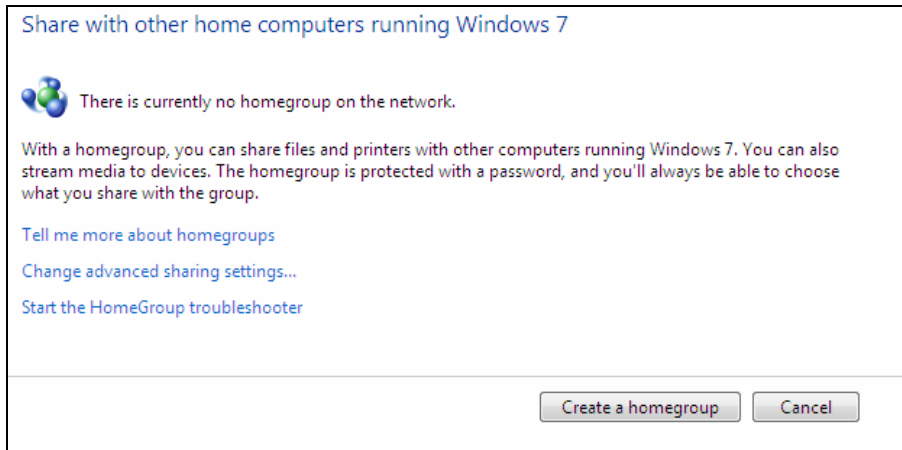 Share with other home computers running Windows 7
There is currently no homegroup on the network.
With a homegroup, you can share files and printers with other computers running Windows 7. You can also
stream media to devices. The homegroup is protected with a password, and you'll always be able to choose
what you share with the group.
Tell me more about homegroups
Change advanced sharing settings...
Start the HomeGroup troubleshooter
Create a homegroup Cancel